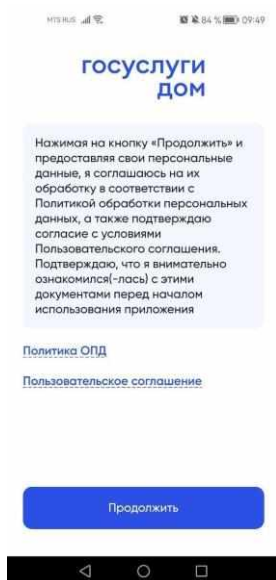 MTS RUS 84 % 09:49
госуслуги
дом
Нажимая на кнопку «Продолжить» и
предоставляя свои персональные
данные, я соглашаюсь на их
обработку в соответствии с
Политикой обработки персональных
данных, а также подтверждаю
согласие с условиями
Пользовательского соглашения.
Подтверждаю, что я внимательно
ознакомился(-лась) с этими
документами перед началом
использования приложения
Политика ОПД
Пользовательское соглашение
Продолжить